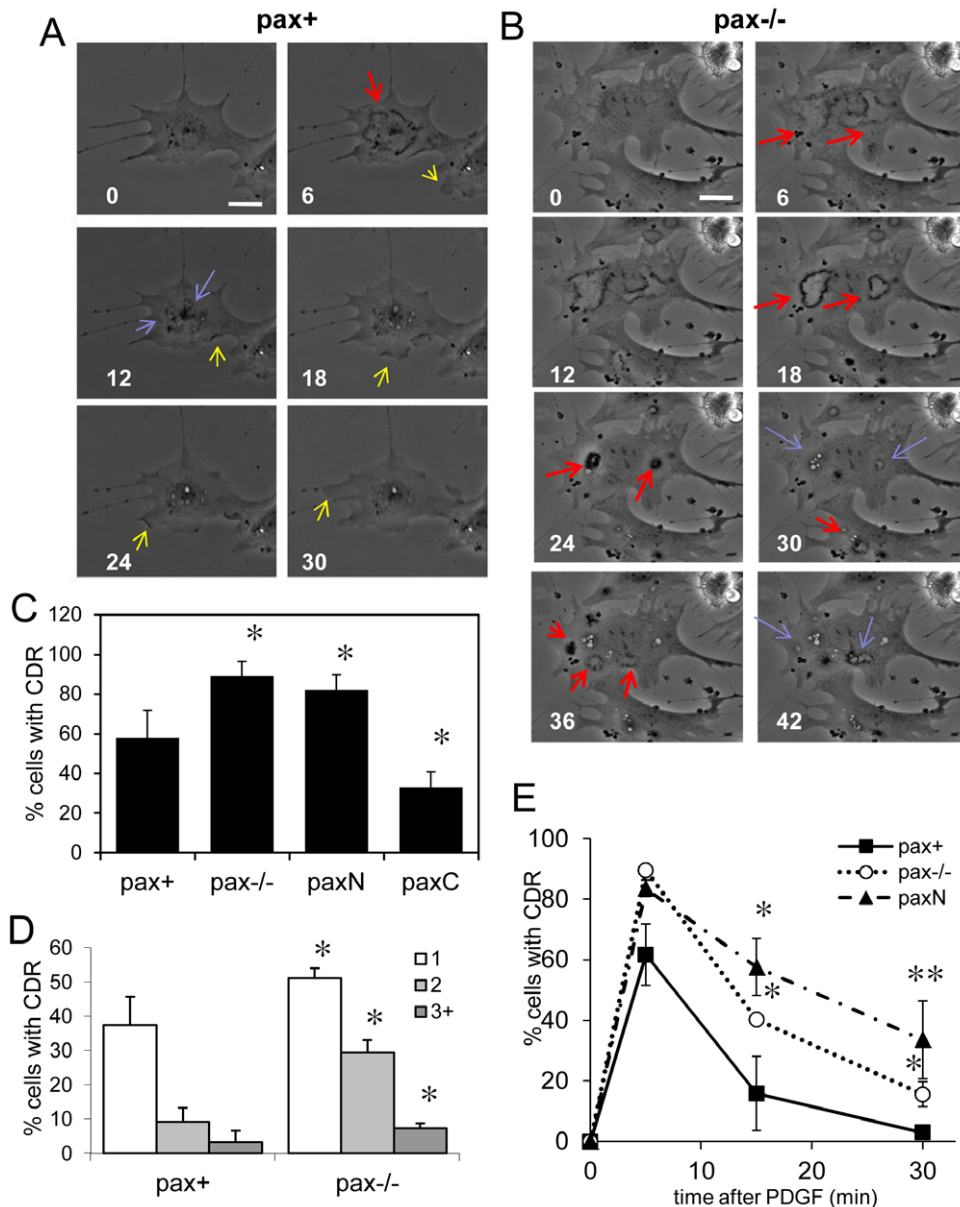 pax+
pax-/-
A
B
0
6
12
18
24
30
0
6
12
18
24
30
36
42
C
120
100
80
60
40
20
0
% cells with CDR
*
*
*
pax+
pax-/-
paxN
paxC
D
60
50
40
30
20
10
0
% cells with CDR
1
2
3+
*
*
*
pax+
pax-/-
E
100
80
60
40
20
0
% cells with CDR
pax+
pax-/-
paxN
*
*
**
*
0
10
20
30
time after PDGF (min)